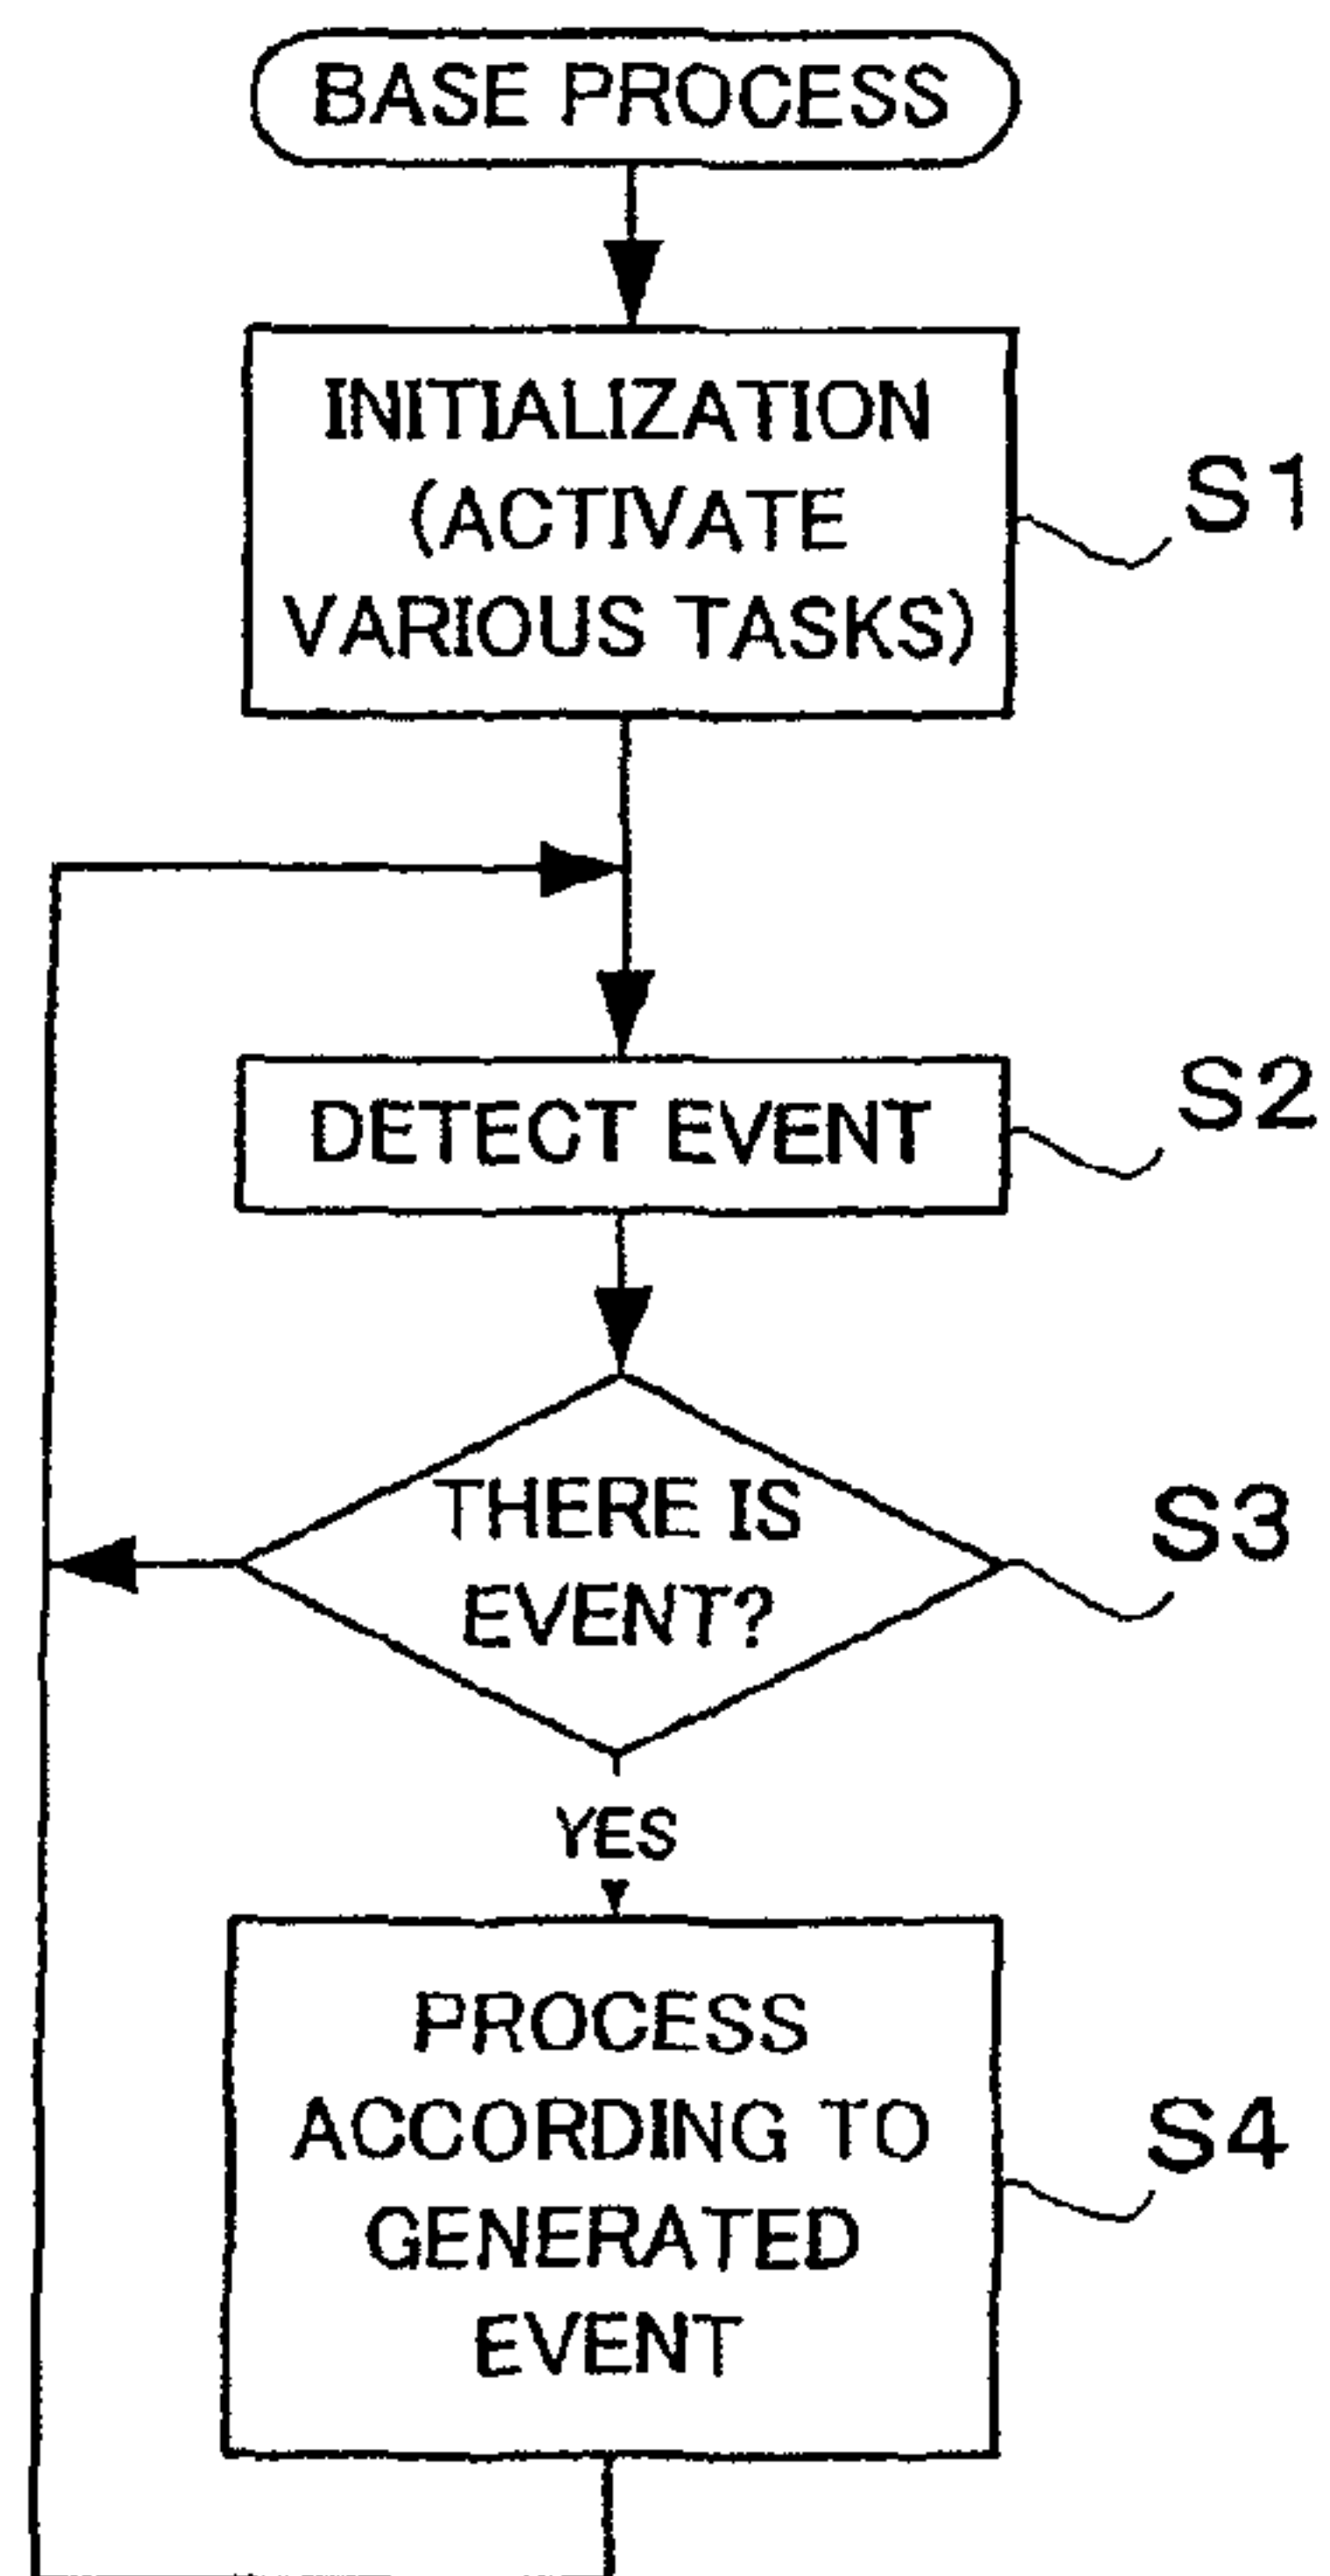 BASE PROCESS
INITIALIZATION
(ACTIVATE
VARIOUS TASKS)
S1
DETECT EVENT
S2
THERE IS
EVENT?
S3
YES
PROCESS
ACCORDING TO
GENERATED
EVENT
S4